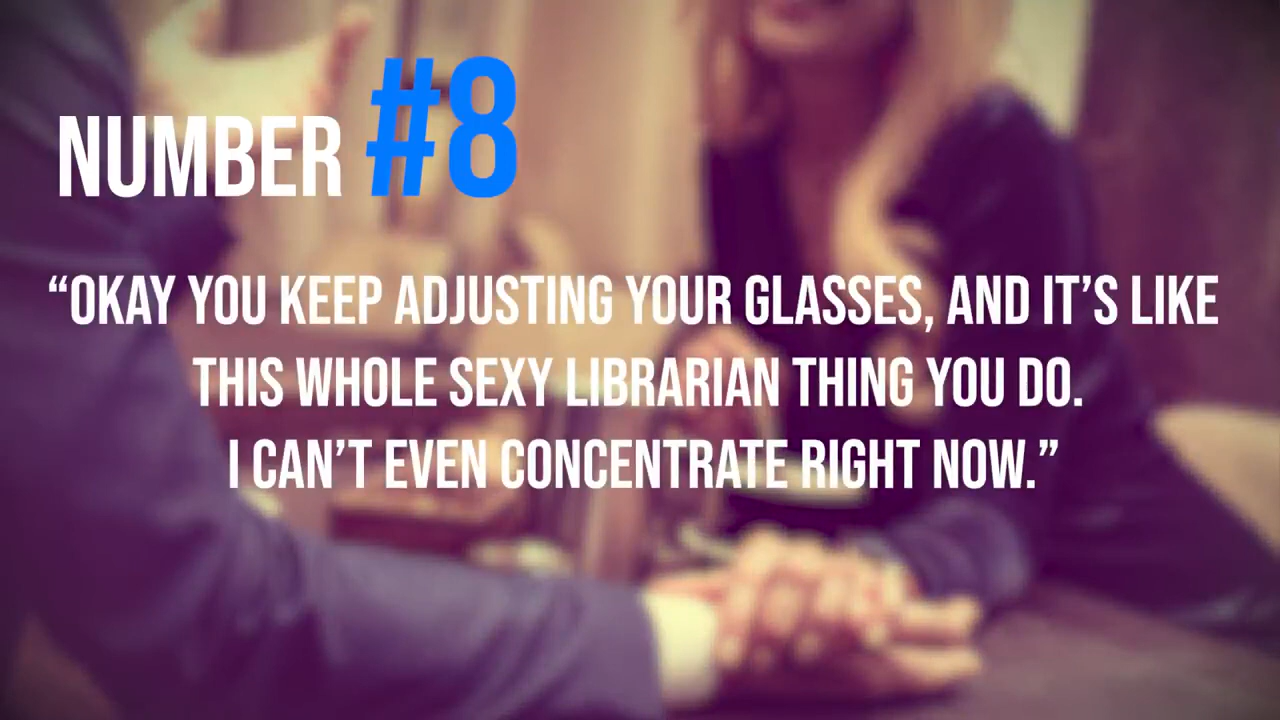 NUMBER #8
“OKAY YOU KEEP ADJUSTING YOUR GLASSES, AND IT’S LIKE
THIS WHOLE SEXY LIBRARIAN THING YOU DO.
I CAN’T EVEN CONCENTRATE RIGHT NOW.”